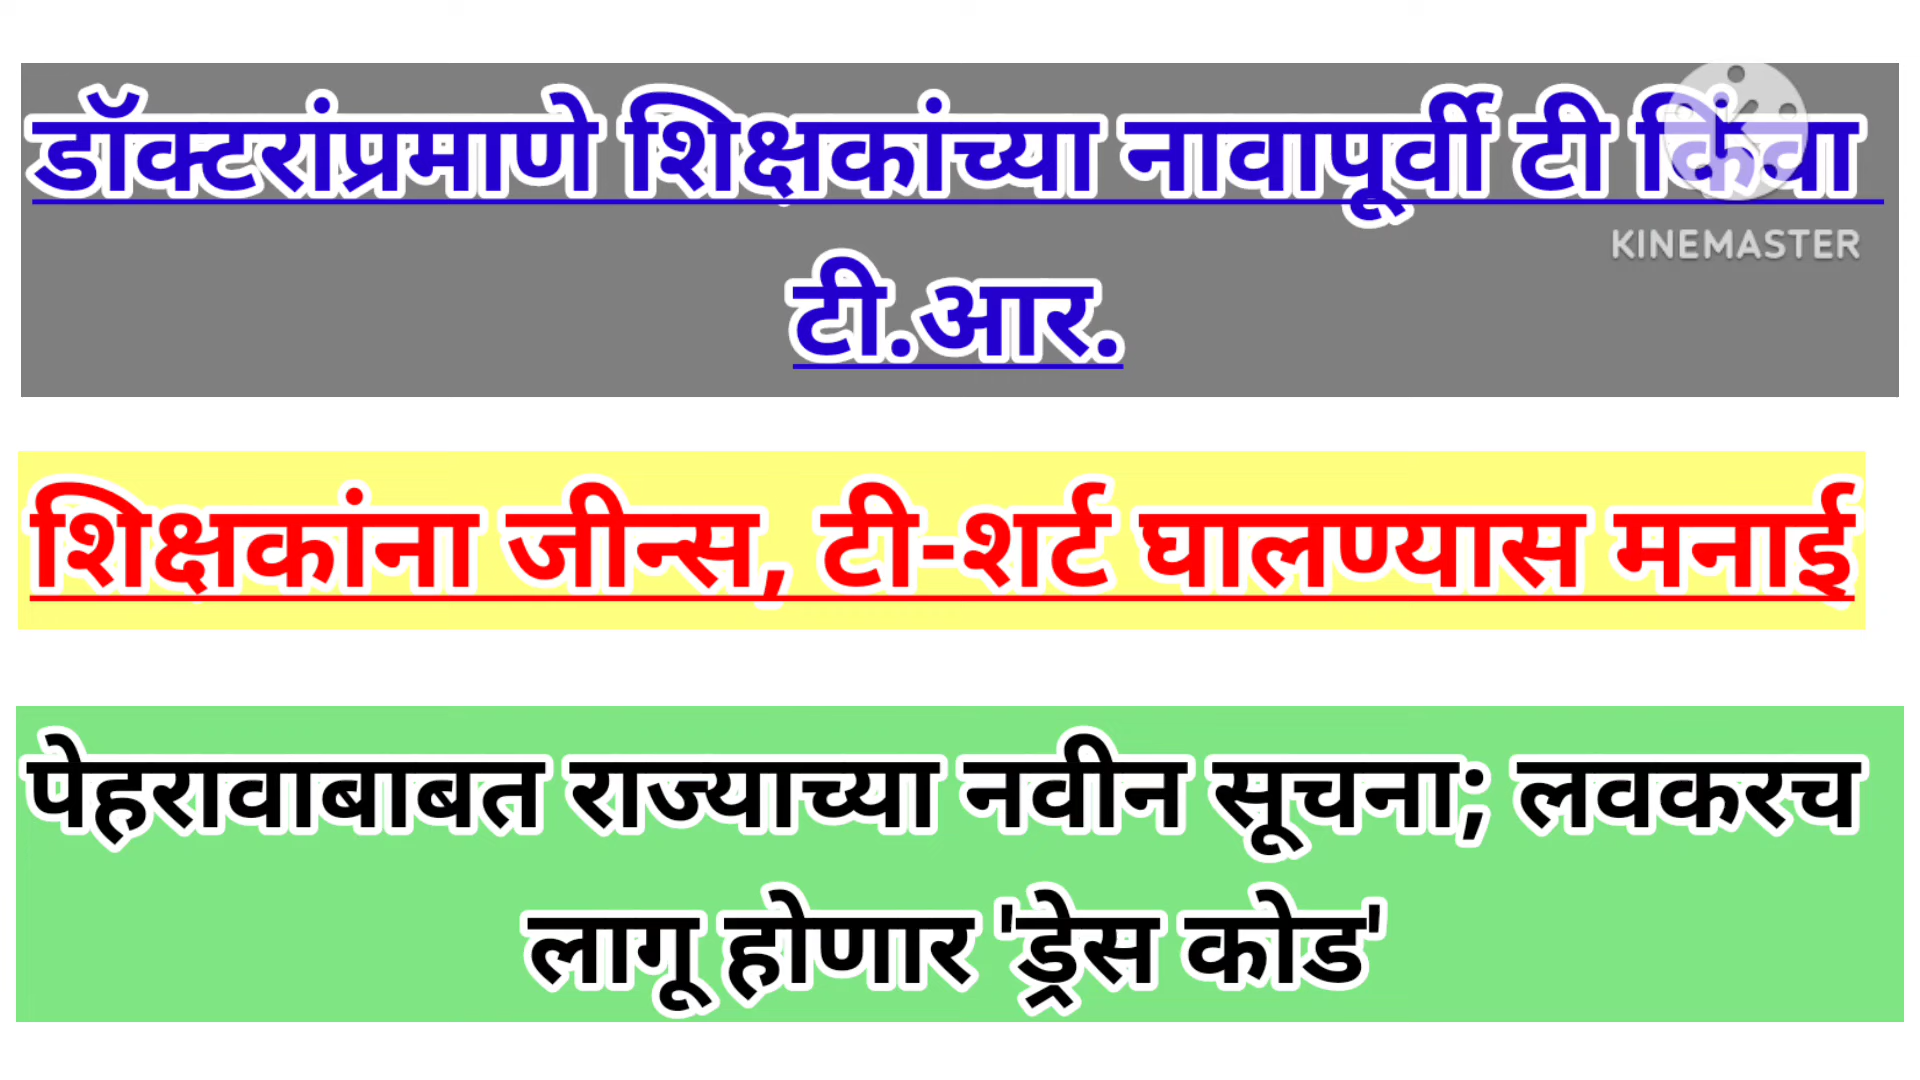 डॉक्टरांप्रमाणे शिक्षकांच्या नावापूर्वी टी किंवा
टी.आर.
KINEMASTER
शिक्षकांना जीन्स, टी-शर्ट घालण्यास मनाई
पेहरावाबाबत राज्याच्या नवीन सूचना; लवकरच
लागू होणार 'ड्रेस कोड'